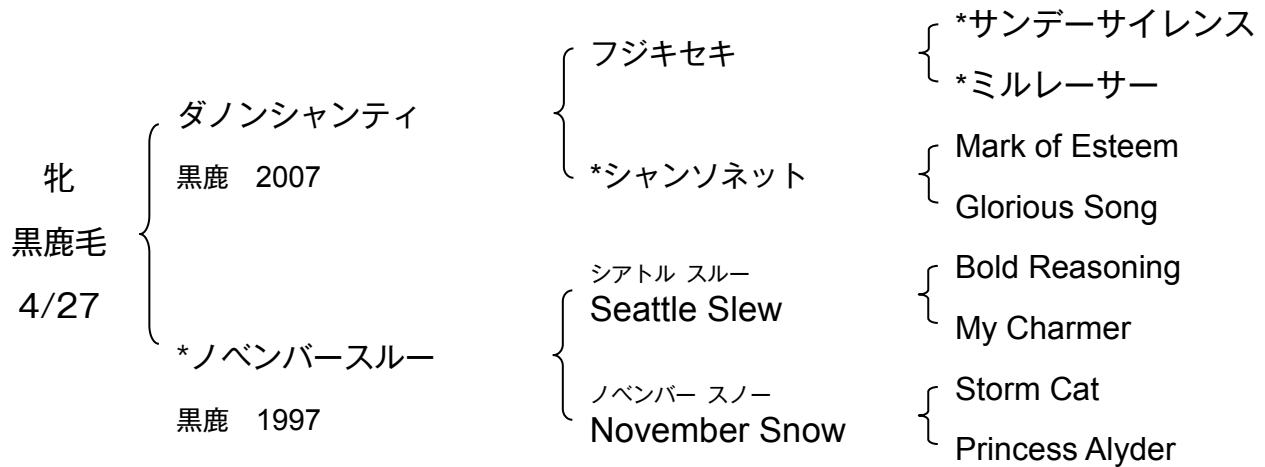 牝
黒鹿毛
4/27
ダノンシャンティ
黒鹿　2007
*ノベンバースルー
黒鹿　1997
フジキセキ
*シャンソネット
シアトル スルー
Seattle Slew
ノベンバー スノー
November Snow
*サンデーサイレンス
*ミルレーサー
Mark of Esteem
Glorious Song
Bold Reasoning
My Charmer
Storm Cat
Princess Alyder